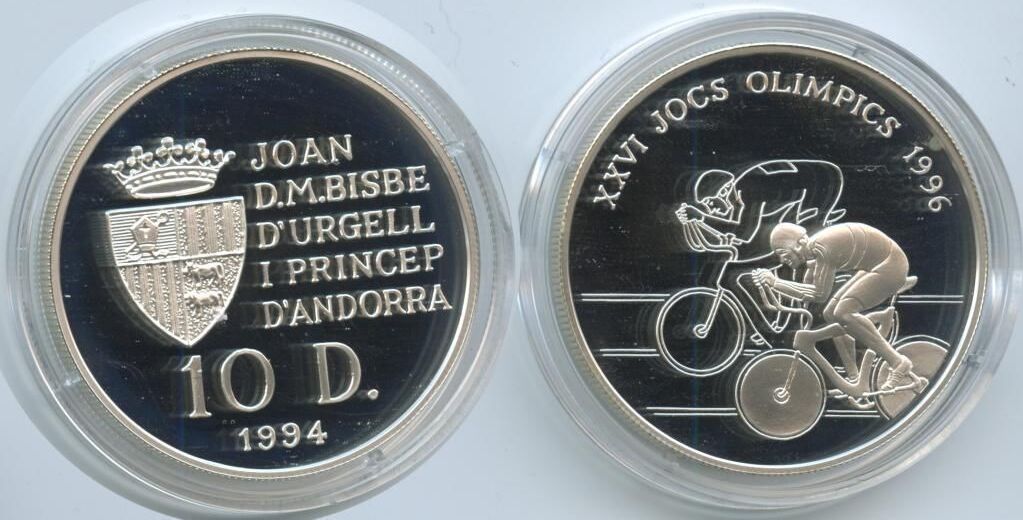 JOAN
D.M.BISBE
D'URGELL
I PRINCEP
D'ANDORRA
10 D.
1994
XXVI JOCS OLIMPICS 1996